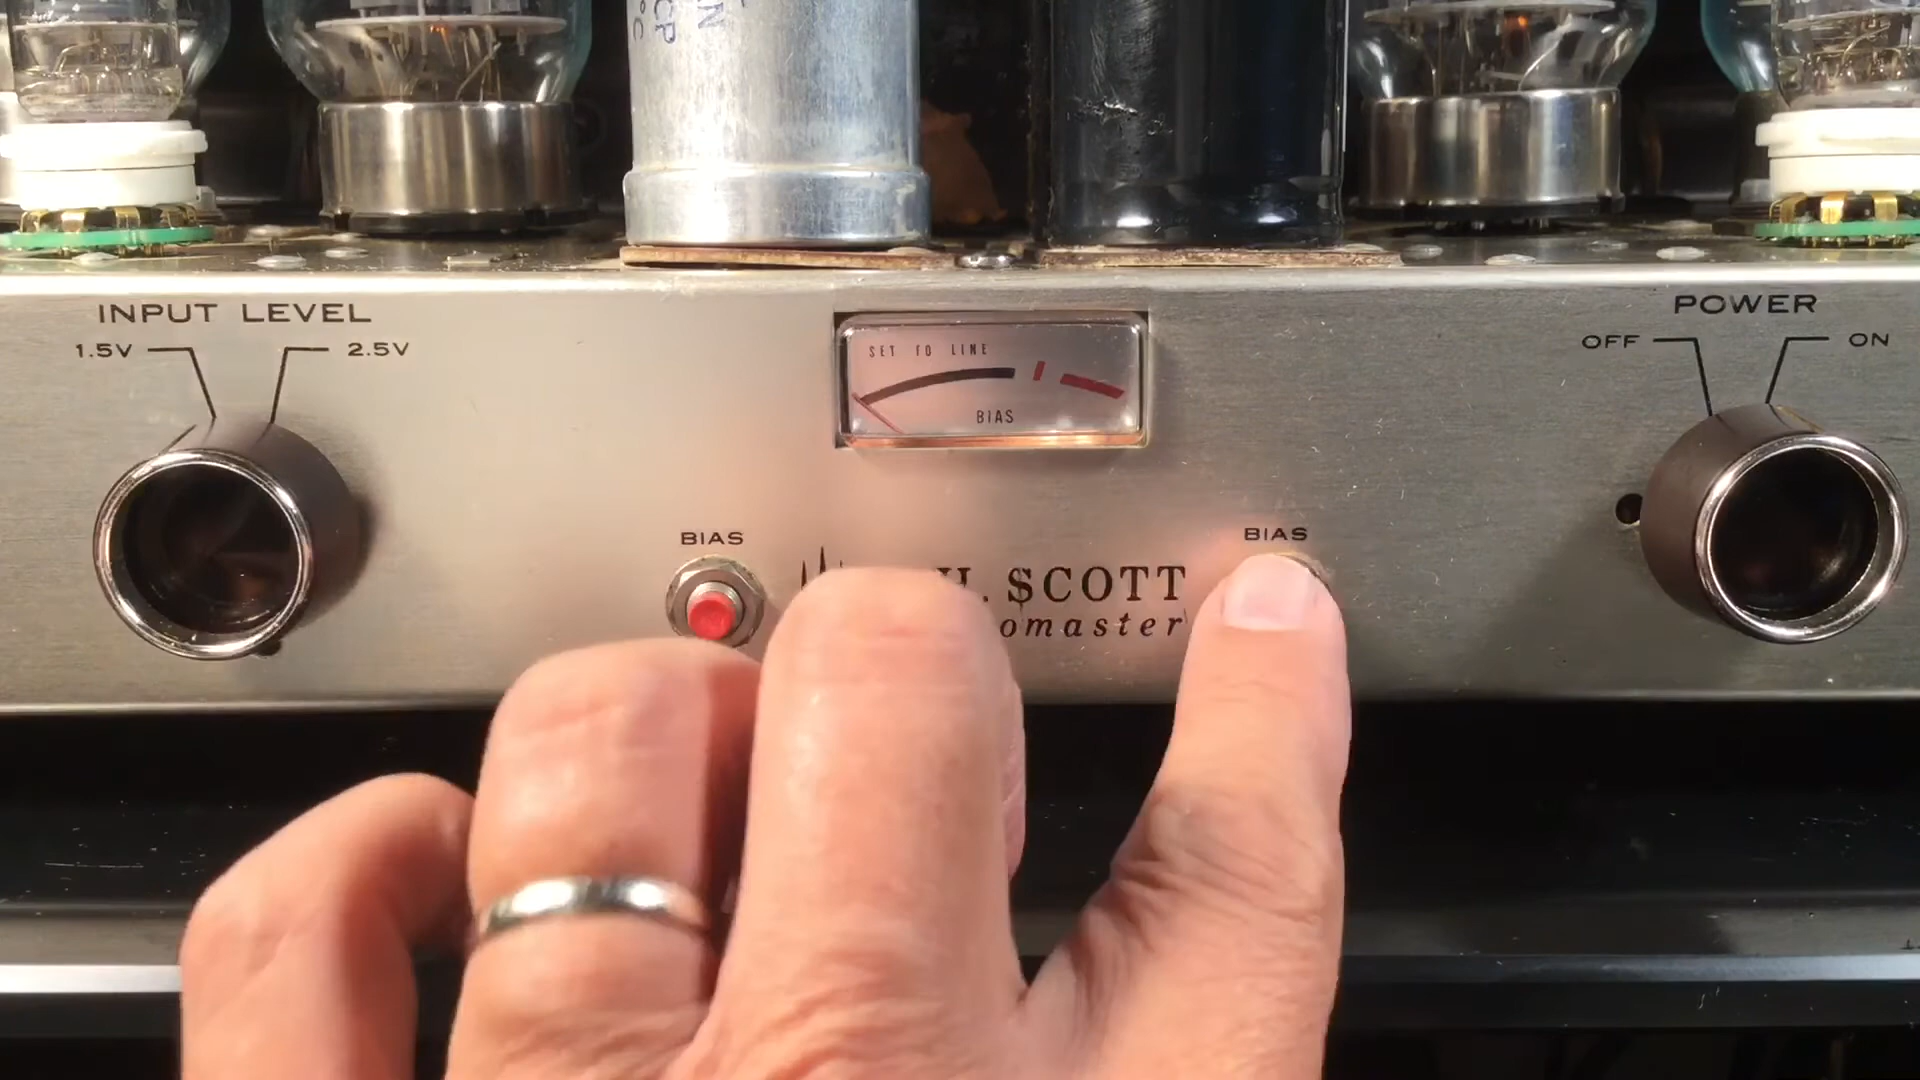 INPUT LEVEL
1.5V
2.5V
SET TO LINE
BIAS
POWER
OFF
ON
BIAS
BIAS
H. SCOTT
omaster